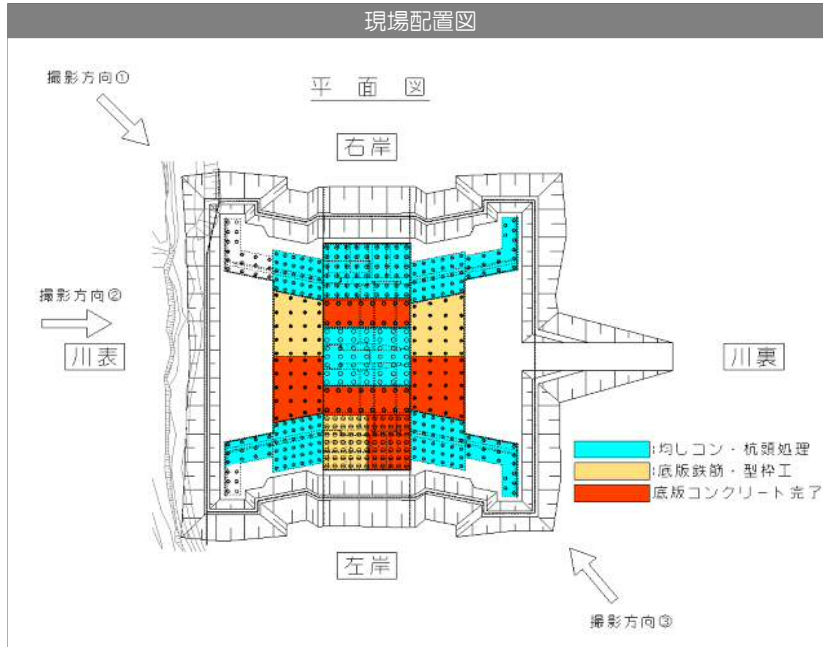 現場配置図
撮影方向①
平面図
右岸
撮影方向②
川表
川裏
:均しコン・杭頭処理
:底版鉄筋・型枠工
底版コンクリート完了
左岸
撮影方向③